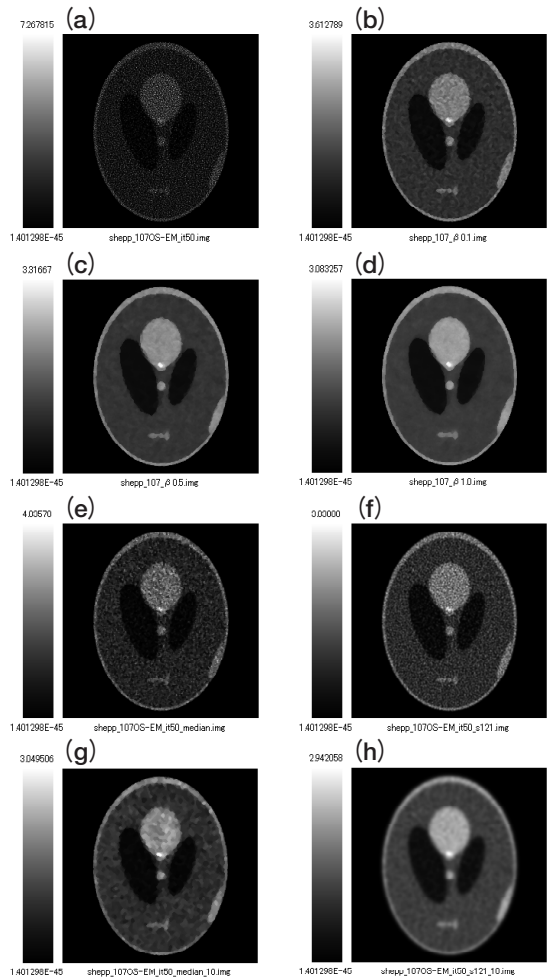 (a)
7.267815
1.401298E-45
shepp_107OS-EM_it50.img
(b)
3.612789
1.401298E-45
shepp_107_β 0.1.img
(c)
3.31667
1.401298E-45
shepp_107_β 0.5.img
(d)
3.083257
1.401298E-45
shepp_107_β 1.0.img
(e)
4.03570
1.401298E-45
shepp_107OS-EM_it50_median.img
(f)
3.03000
1.401298E-45
shepp_107OS-EM_it50_s121.img
(g)
3.049506
1.401298E-45
shepp_107OS-EM_it50_median_10.img
(h)
2.942058
1.401298E-45
shepp_107OS-EM_it50_s121_10.img